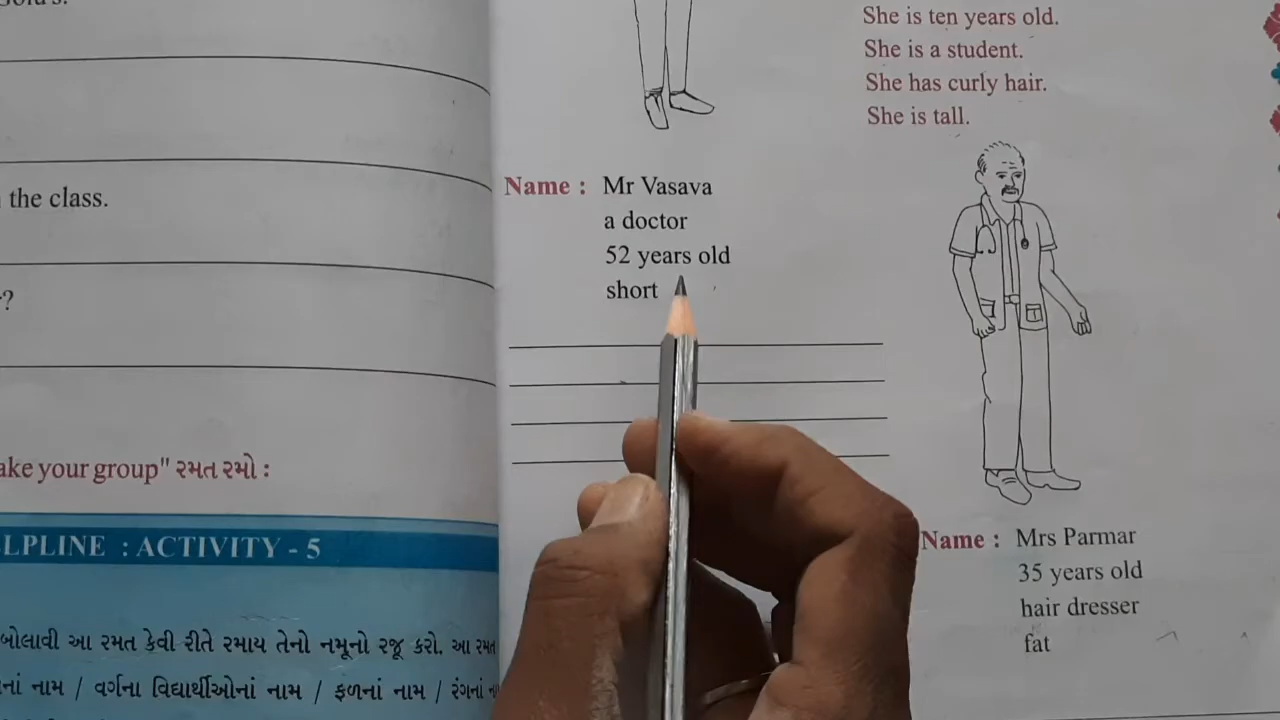 the class.
?
ake your group" રમત રમો :
LPLINE : ACTIVITY - 5
બોલાવી આ રમત કેવી રીતે રમાય તેનો નમૂનો રજૂ કરો. આ રમત
નાં નામ / વર્ગના વિદ્યાર્થીઓનાં નામ / ફળનાં નામ / રંગનાં
She is ten years old.
She is a student.
She has curly hair.
She is tall.
Name : Mr Vasava
a doctor
52 years old
short
Name : Mrs Parmar
35 years old
hair dresser
fat